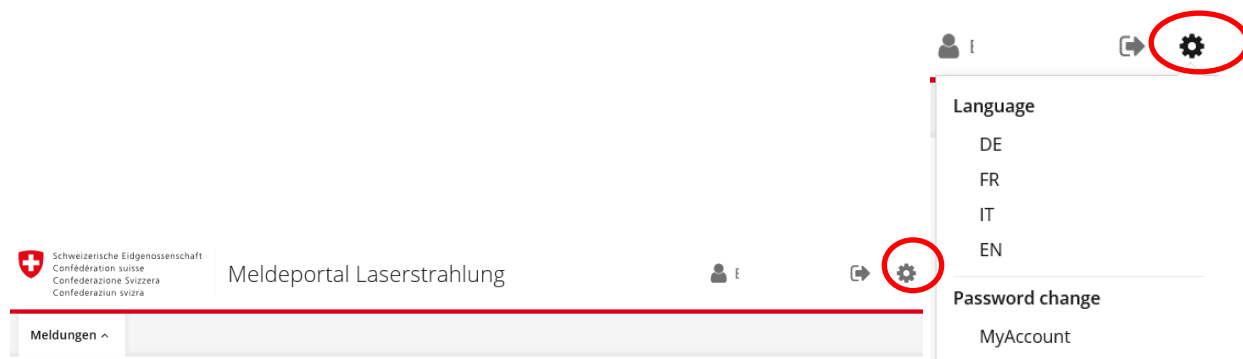 Schweizerische Eidgenossenschaft
Confédération suisse
Confederazione Svizzera
Confederaziun svizra
Meldeportal Laserstrahlung
E
Meldungen
E
Language
DE
FR
IT
EN
Password change
MyAccount